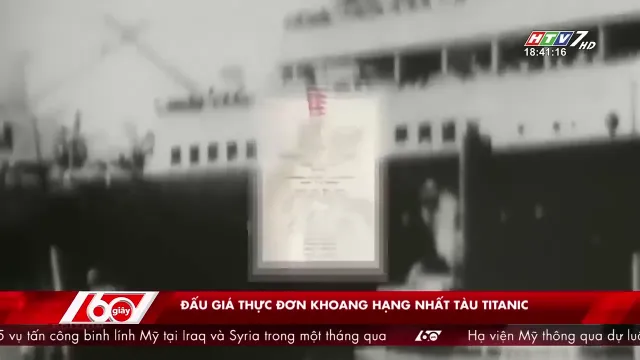 HTV7 HD
18:41:16
60 giây
ĐẤU GIÁ THỰC ĐƠN KHOANG HẠNG NHẤT TÀU TITANIC
5 vụ tấn công binh lính Mỹ tại Iraq và Syria trong một tháng qua 60 Hạ viện Mỹ thông qua dự luậ